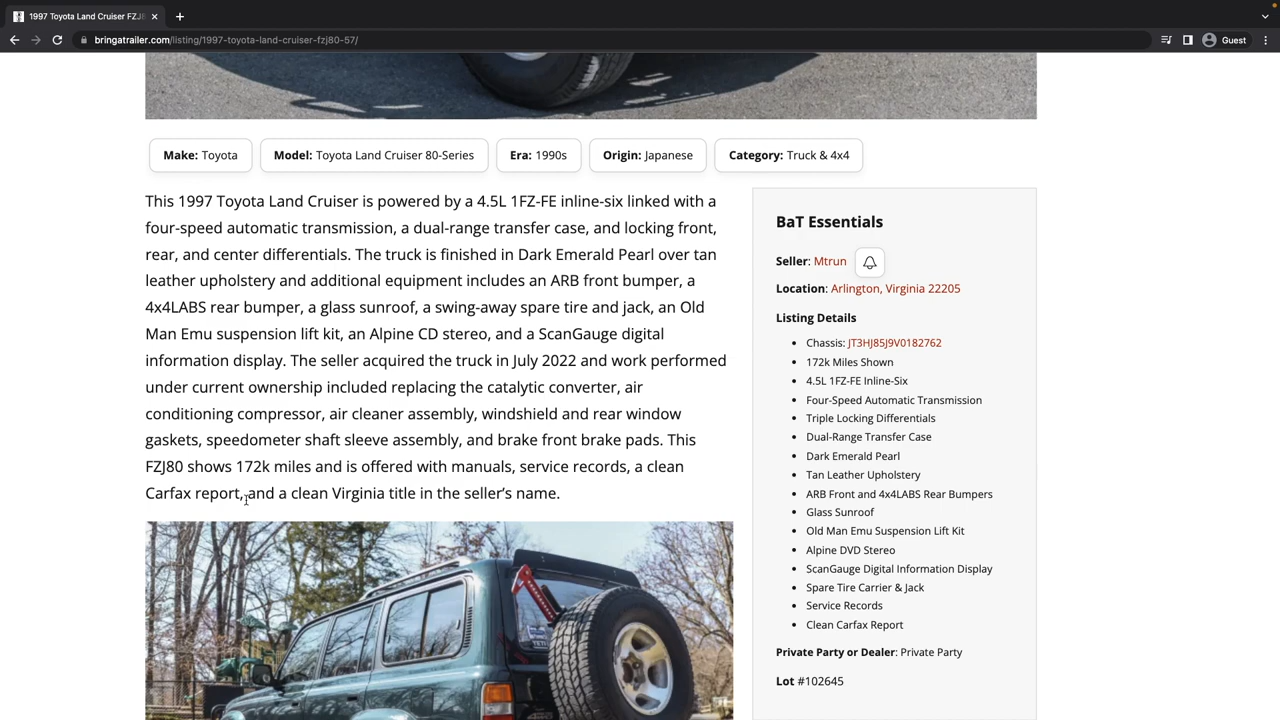 1997 Toyota Land Cruiser FZJ8
bringatrailer.com/listing/1997-toyota-land-cruiser-fzj80-57/
Guest
Make: Toyota
Model: Toyota Land Cruiser 80-Series
Era: 1990s
Origin: Japanese
Category: Truck & 4x4
This 1997 Toyota Land Cruiser is powered by a 4.5L 1FZ-FE inline-six linked with a
four-speed automatic transmission, a dual-range transfer case, and locking front,
rear, and center differentials. The truck is finished in Dark Emerald Pearl over tan
leather upholstery and additional equipment includes an ARB front bumper, a
4x4LABS rear bumper, a glass sunroof, a swing-away spare tire and jack, an Old
Man Emu suspension lift kit, an Alpine CD stereo, and a ScanGauge digital
information display. The seller acquired the truck in July 2022 and work performed
under current ownership included replacing the catalytic converter, air
conditioning compressor, air cleaner assembly, windshield and rear window
gaskets, speedometer shaft sleeve assembly, and brake front brake pads. This
FZJ80 shows 172k miles and is offered with manuals, service records, a clean
Carfax report, and a clean Virginia title in the seller's name.
BaT Essentials
Seller: Mtrun
Location: Arlington, Virginia 22205
Listing Details
Chassis: JT3HJ85J9V0182762
172k Miles Shown
4.5L 1FZ-FE Inline-Six
Four-Speed Automatic Transmission
Triple Locking Differentials
Dual-Range Transfer Case
Dark Emerald Pearl
Tan Leather Upholstery
ARB Front and 4x4LABS Rear Bumpers
Glass Sunroof
Old Man Emu Suspension Lift Kit
Alpine DVD Stereo
ScanGauge Digital Information Display
Spare Tire Carrier & Jack
Service Records
Clean Carfax Report
Private Party or Dealer: Private Party
Lot #102645